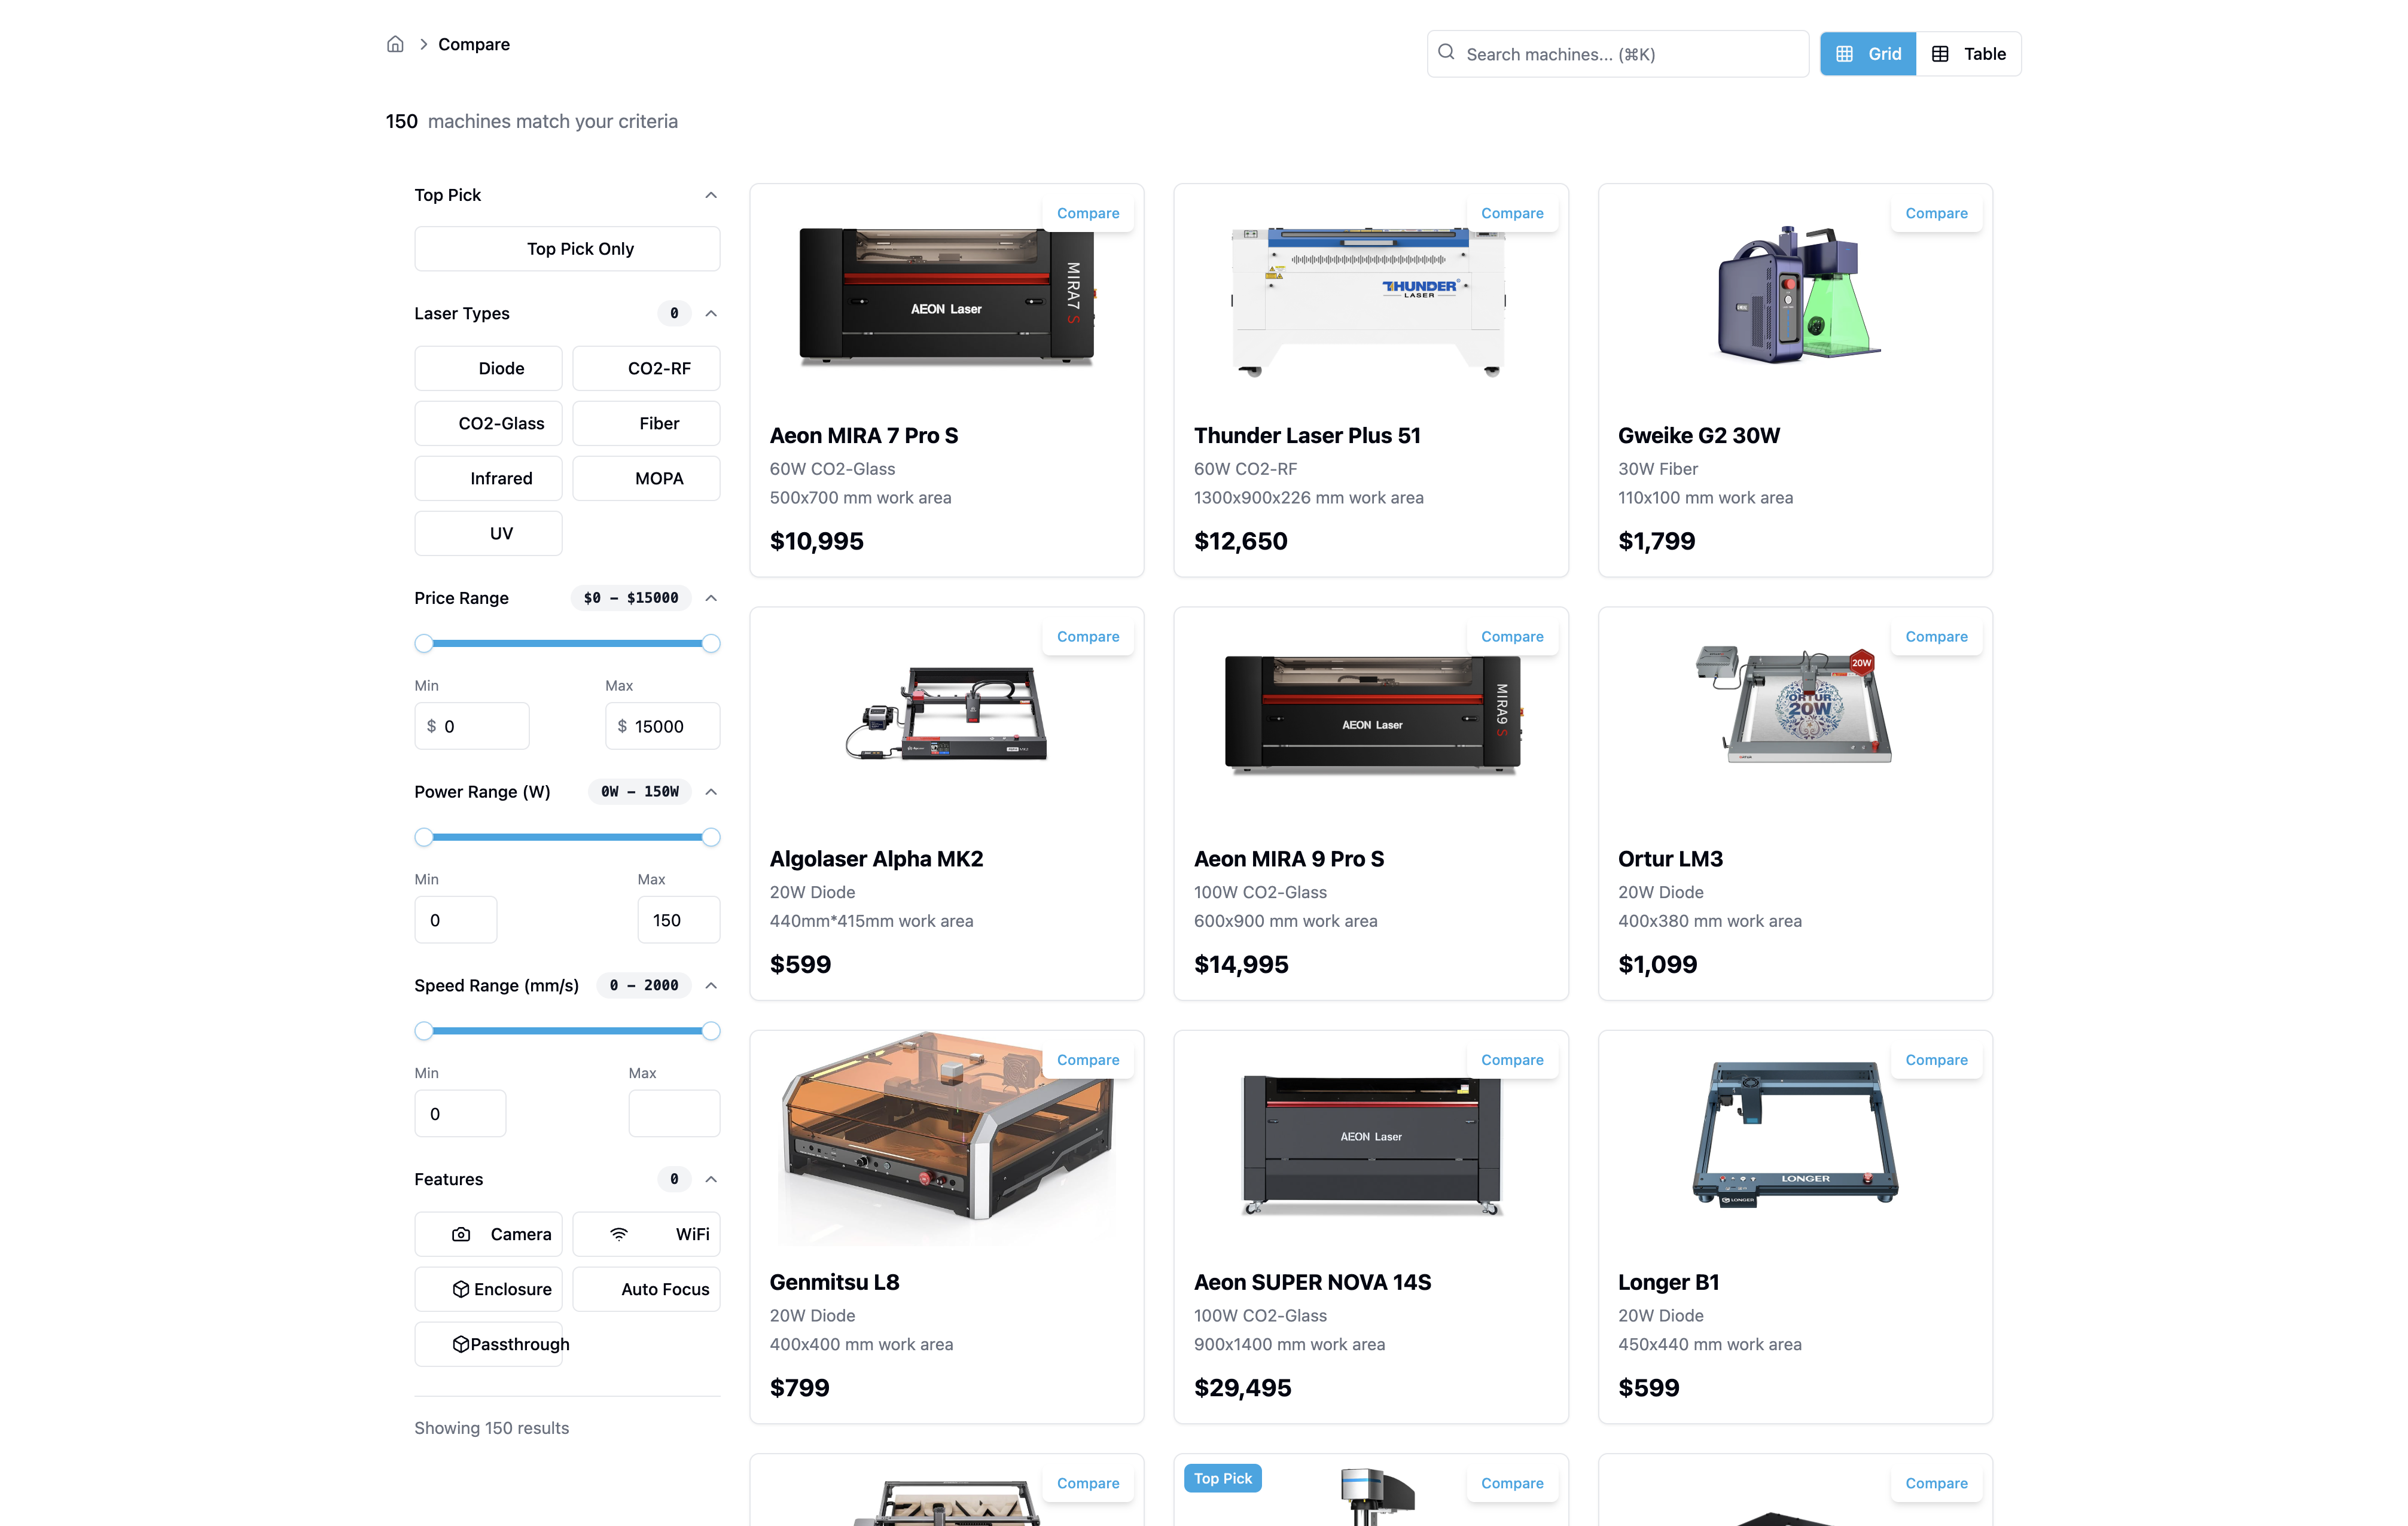 Compare
Search machines... (⌘K)
Grid
Table
150 machines match your criteria
Top Pick
Top Pick Only
Laser Types 0
Diode
CO2-RF
CO2-Glass
Fiber
Infrared
MOPA
UV
Price Range $0 – $15000
Min
Max
$ 0
$ 15000
Power Range (W) 0W – 150W
Min
Max
0
150
Speed Range (mm/s) 0 – 2000
Min
Max
0
Features 0
Camera
WiFi
Enclosure
Auto Focus
Passthrough
Showing 150 results
Compare
MIRA7 S
AEON Laser
Aeon MIRA 7 Pro S
60W CO2-Glass
500x700 mm work area
$10,995
Compare
THUNDER®
LASER
Thunder Laser Plus 51
60W CO2-RF
1300x900x226 mm work area
$12,650
Compare
Gweike G2 30W
30W Fiber
110x100 mm work area
$1,799
Compare
Algolaser Alpha MK2
20W Diode
440mm*415mm work area
$599
Compare
MIRA9 S
AEON Laser
Aeon MIRA 9 Pro S
100W CO2-Glass
600x900 mm work area
$14,995
Compare
20W
ORTUR
20W
Ortur LM3
20W Diode
400x380 mm work area
$1,099
Compare
Genmitsu L8
20W Diode
400x400 mm work area
$799
Compare
AEON Laser
Aeon SUPER NOVA 14S
100W CO2-Glass
900x1400 mm work area
$29,495
Compare
LONGER
LONGER
Longer B1
20W Diode
450x440 mm work area
$599
Compare
Top Pick
Compare
Compare